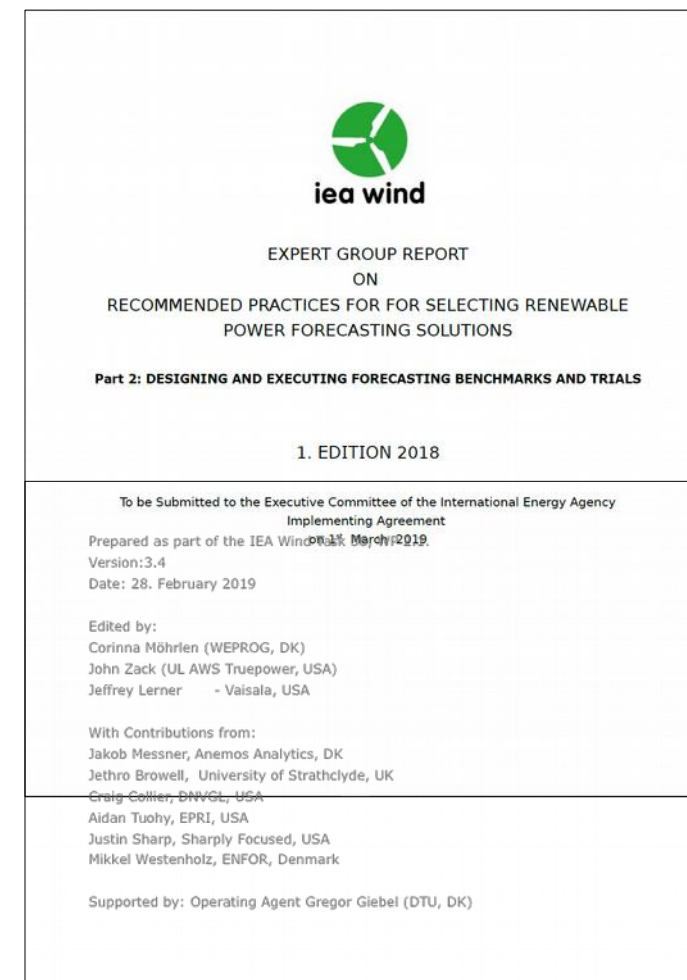 iea wind
EXPERT GROUP REPORT
ON
RECOMMENDED PRACTICES FOR FOR SELECTING RENEWABLE
POWER FORECASTING SOLUTIONS
Part 2: DESIGNING AND EXECUTING FORECASTING BENCHMARKS AND TRIALS
1. EDITION 2018
To be Submitted to the Executive Committee of the International Energy Agency
Implementing Agreement
on 1st March 2019
Prepared as part of the IEA Wind
Version:3.4
Date: 28. February 2019
Edited by:
Corinna Möhrlen (WEPROG, DK)
John Zack (UL AWS Truepower, USA)
Jeffrey Lerner - Vaisala, USA
With Contributions from:
Jakob Messner, Anemos Analytics, DK
Jethro Browell, University of Strathclyde, UK
Craig Collier, DNVGL, USA
Aidan Tuohy, EPRI, USA
Justin Sharp, Sharply Focused, USA
Mikkel Westenholz, ENFOR, Denmark
Supported by: Operating Agent Gregor Giebel (DTU, DK)